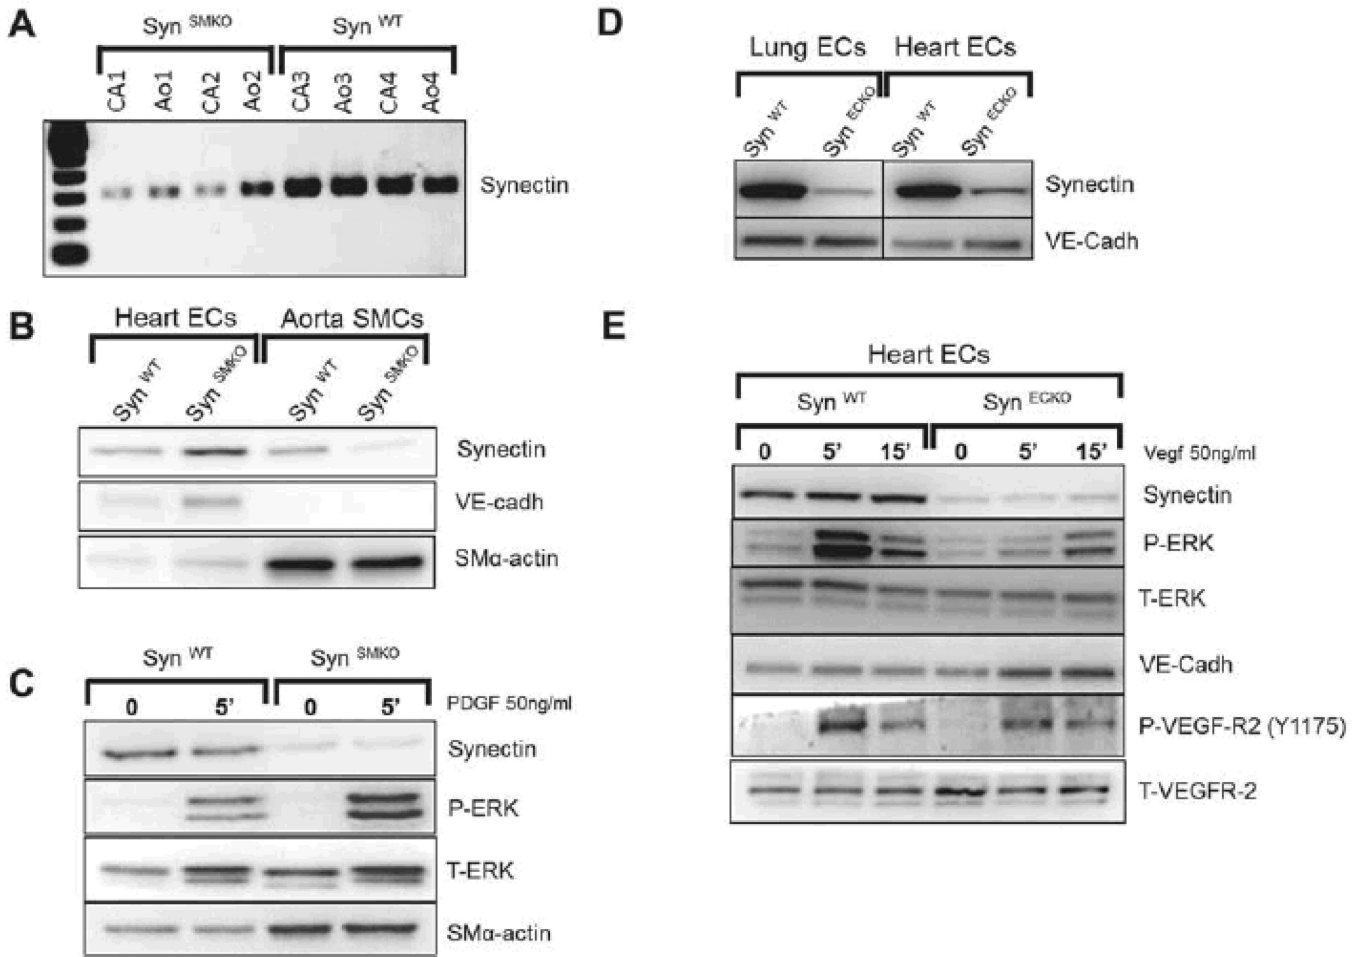 A
Syn SMKO
Syn WT
CA1
Ao1
CA2
Ao2
CA3
Ao3
CA4
Ao4
Synectin
B
Heart ECs
Aorta SMCs
Syn WT
Syn SMKO
Syn WT
Syn SMKO
Synectin
VE-cadh
SMα-actin
C
Syn WT
Syn SMKO
0
5'
0
5'
PDGF 50ng/ml
Synectin
P-ERK
T-ERK
SMα-actin
D
Lung ECs
Heart ECs
Syn WT
Syn ECKO
Syn WT
Syn ECKO
Synectin
VE-Cadh
E
Heart ECs
Syn WT
Syn ECKO
0
5'
15'
0
5'
15'
Vegf 50ng/ml
Synectin
P-ERK
T-ERK
VE-Cadh
P-VEGF-R2 (Y1175)
T-VEGFR-2